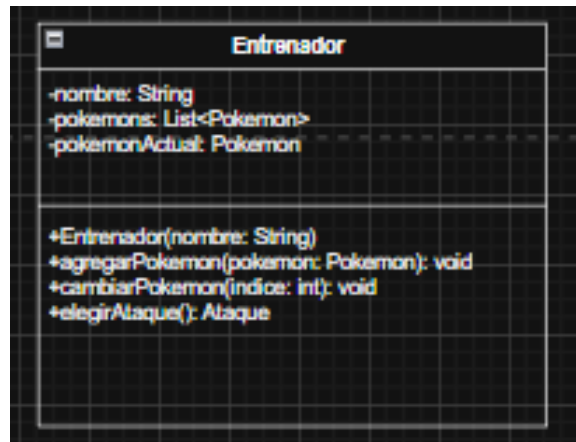 Entrenador
-nombre: String
-pokemons: List<Pokemon>
-pokemonActual: Pokemon
+Entrenador(nombre: String)
+agregarPokemon(pokemon: Pokemon): void
+cambiarPokemon(indice: int): void
+elegirAtaque(): Ataque